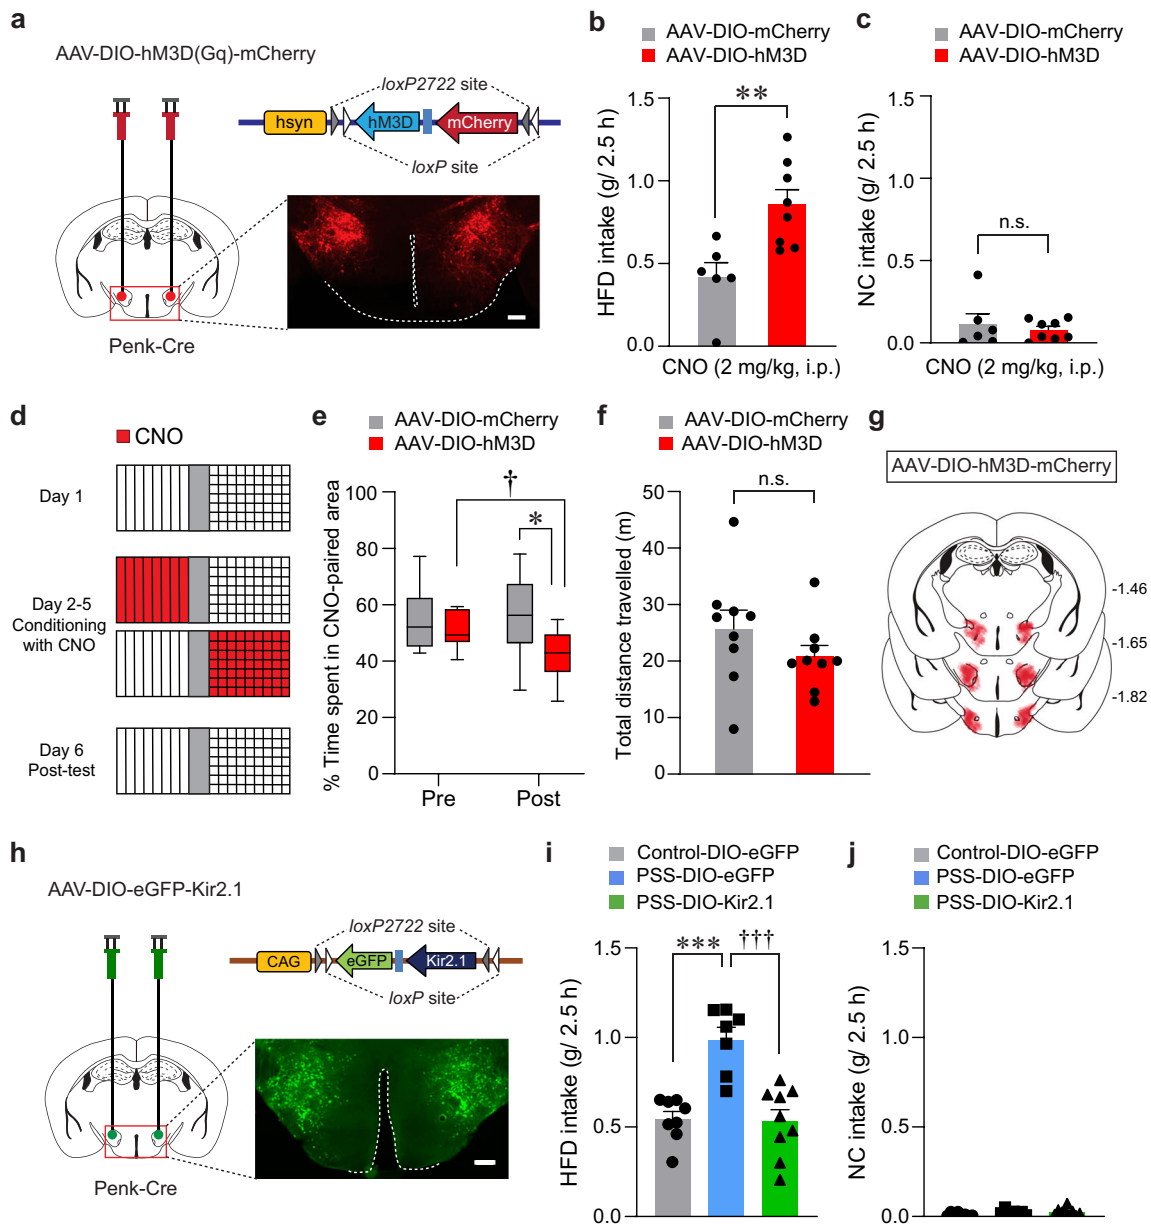 a
AAV-DIO-hM3D(Gq)-mCherry
loxP2722 site
hsyn
hM3D
mCherry
loxP site
Penk-Cre
b
AAV-DIO-mCherry
AAV-DIO-hM3D
HFD intake (g/ 2.5 h)
1.5
1.0
0.5
0.0
**
CNO (2 mg/kg, i.p.)
c
AAV-DIO-mCherry
AAV-DIO-hM3D
NC intake (g/ 2.5 h)
1.5
1.0
0.5
0.0
n.s.
CNO (2 mg/kg, i.p.)
d
CNO
Day 1
Day 2-5
Conditioning
with CNO
Day 6
Post-test
e
AAV-DIO-mCherry
AAV-DIO-hM3D
% Time spent in CNO-paired area
100
80
60
40
20
0
†
*
Pre
Post
f
AAV-DIO-mCherry
AAV-DIO-hM3D
Total distance travelled (m)
50
40
30
20
10
0
n.s.
g
AAV-DIO-hM3D-mCherry
-1.46
-1.65
-1.82
h
AAV-DIO-eGFP-Kir2.1
loxP2722 site
CAG
eGFP
Kir2.1
loxP site
Penk-Cre
i
Control-DIO-eGFP
PSS-DIO-eGFP
PSS-DIO-Kir2.1
HFD intake (g/ 2.5 h)
1.5
1.0
0.5
0.0
***
†††
j
Control-DIO-eGFP
PSS-DIO-eGFP
PSS-DIO-Kir2.1
NC intake (g/ 2.5 h)
1.5
1.0
0.5
0.0